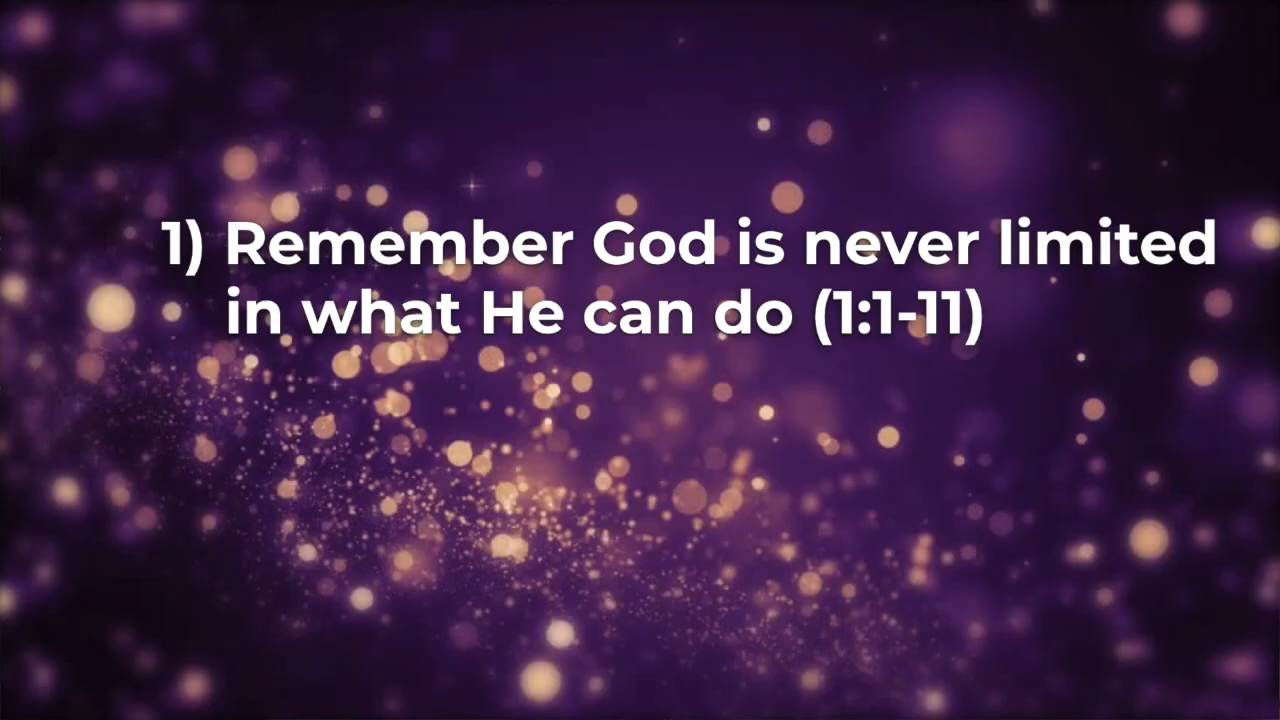 1) Remember God is never limited
in what He can do (1:1-11)